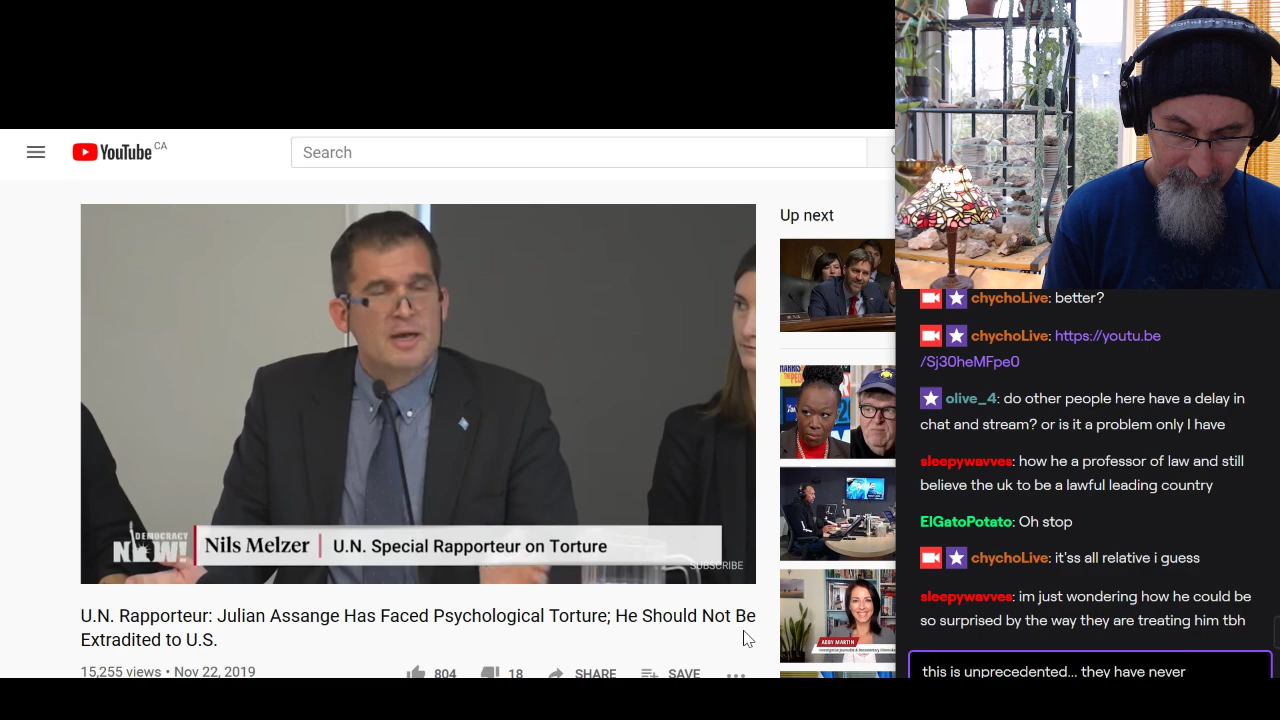 YouTube CA
Search
Up next
DEMOCRACY
NOW!
Nils Melzer | U.N. Special Rapporteur on Torture
SUBSCRIBE
U.N. Rapporteur: Julian Assange Has Faced Psychological Torture; He Should Not Be
Extradited to U.S.
15,255 views • Nov 22, 2019
804
18
SHARE
SAVE
ABBY MARTIN
chychoLive: better?
chychoLive: https://youtu.be
/Sj30heMFpe0
olive_4: do other people here have a delay in
chat and stream? or is it a problem only I have
sleepywavves: how he a professor of law and still
believe the uk to be a lawful leading country
ElGatoPotato: Oh stop
chychoLive: it'ss all relative i guess
sleepywavves: im just wondering how he could be
so surprised by the way they are treating him tbh
this is unprecedented... they have never